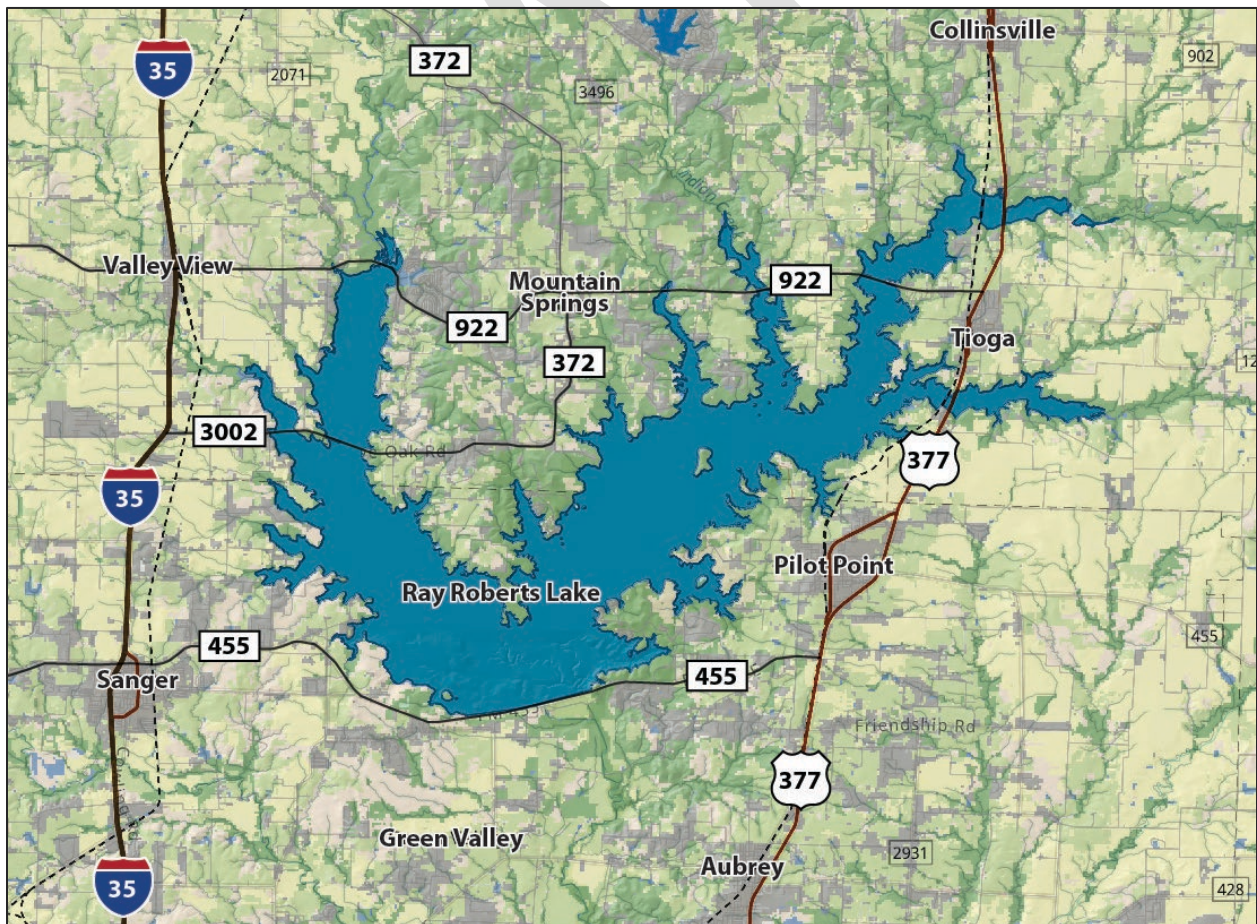 Collinsville
35
372
2071
902
3496
Indian C
Valley View
Mountain
Springs
922
922
372
Tioga
3002
Oak Rd
377
35
Pilot Point
Ray Roberts Lake
455
455
455
Sanger
Friendship Rd
377
Green Valley
Aubrey
2931
35
428